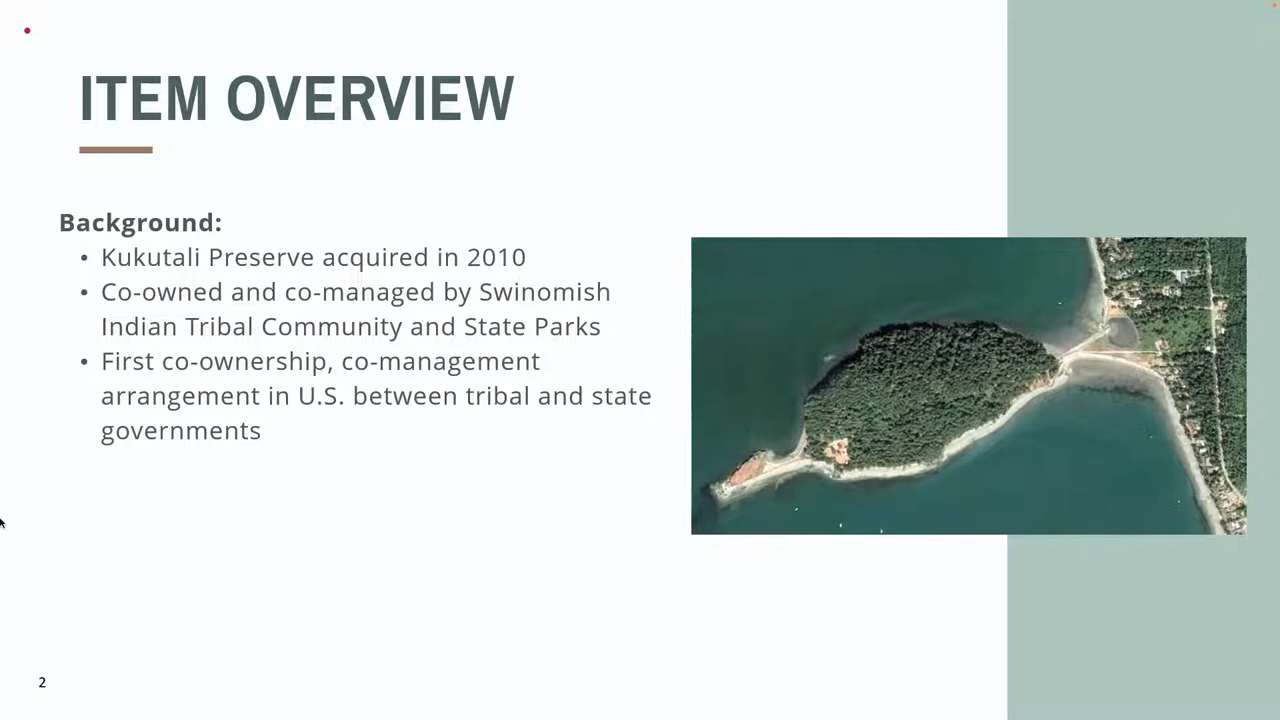 ITEM OVERVIEW
Background:
• Kukutali Preserve acquired in 2010
• Co-owned and co-managed by Swinomish
Indian Tribal Community and State Parks
• First co-ownership, co-management
arrangement in U.S. between tribal and state
governments
2